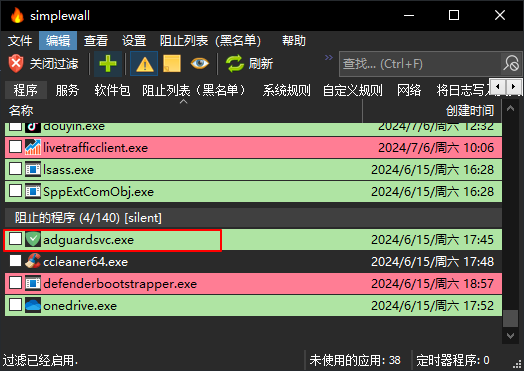 simplewall
文件 编辑 查看 设置 阻止列表（黑名单） 帮助
关闭过滤 刷新 » 查找... (Ctrl+F)
程序 服务 软件包 阻止列表（黑名单） 系统规则 自定义规则 网络 将日志写入
名称 创建时间
douyin.exe 2024/7/6/周六 12:32
livetrafficclient.exe 2024/7/6/周六 10:06
lsass.exe 2024/6/15/周六 16:28
SppExtComObj.exe 2024/6/15/周六 16:28
阻止的程序 (4/140) [silent]
adguardsvc.exe 2024/6/15/周六 17:45
ccleaner64.exe 2024/6/15/周六 17:48
defenderbootstrapper.exe 2024/6/15/周六 18:57
onedrive.exe 2024/6/15/周六 17:52
过滤已经启用. 未使用的应用: 38 定时器程序: 0